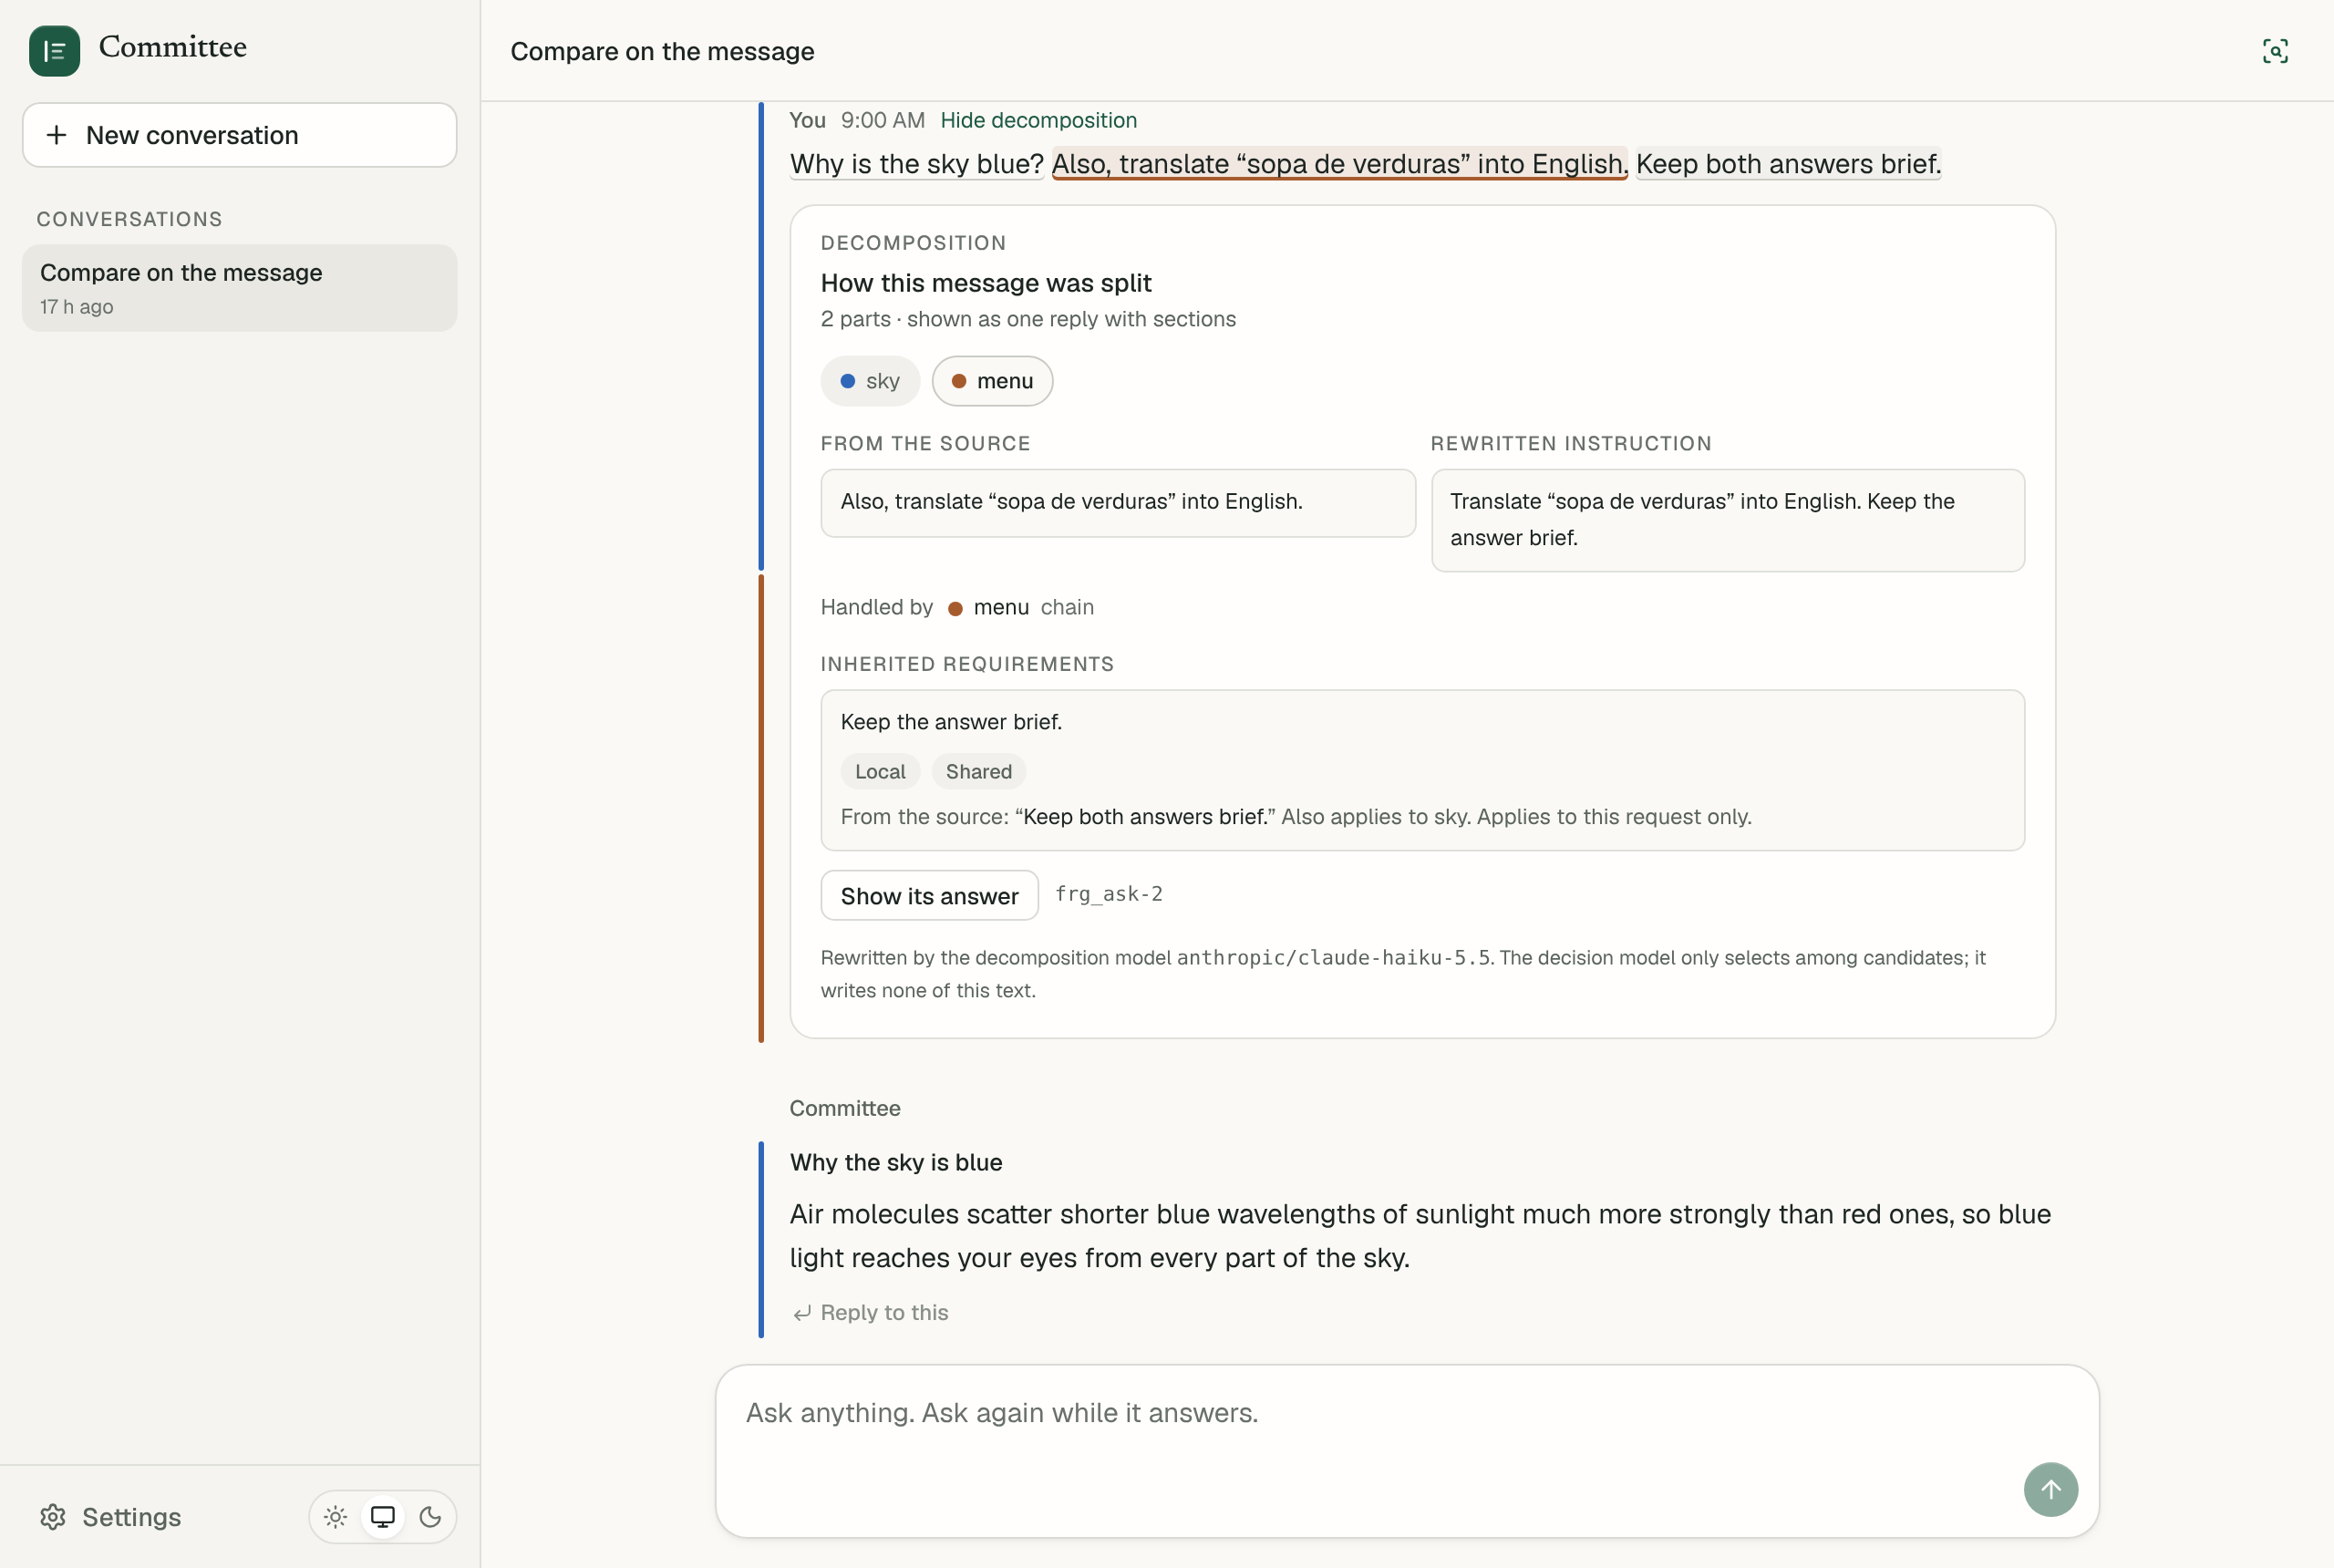 Committee
New conversation
CONVERSATIONS
Compare on the message
17 h ago
Settings
Compare on the message
You 9:00 AM Hide decomposition
Why is the sky blue? Also, translate “sopa de verduras” into English. Keep both answers brief.
DECOMPOSITION
How this message was split
2 parts · shown as one reply with sections
sky menu
FROM THE SOURCE
Also, translate “sopa de verduras” into English.
REWRITTEN INSTRUCTION
Translate “sopa de verduras” into English. Keep the
answer brief.
Handled by menu chain
INHERITED REQUIREMENTS
Keep the answer brief.
Local Shared
From the source: “Keep both answers brief.” Also applies to sky. Applies to this request only.
Show its answer frg_ask-2
Rewritten by the decomposition model anthropic/claude-haiku-5.5. The decision model only selects among candidates; it
writes none of this text.
Committee
Why the sky is blue
Air molecules scatter shorter blue wavelengths of sunlight much more strongly than red ones, so blue
light reaches your eyes from every part of the sky.
Reply to this
Ask anything. Ask again while it answers.